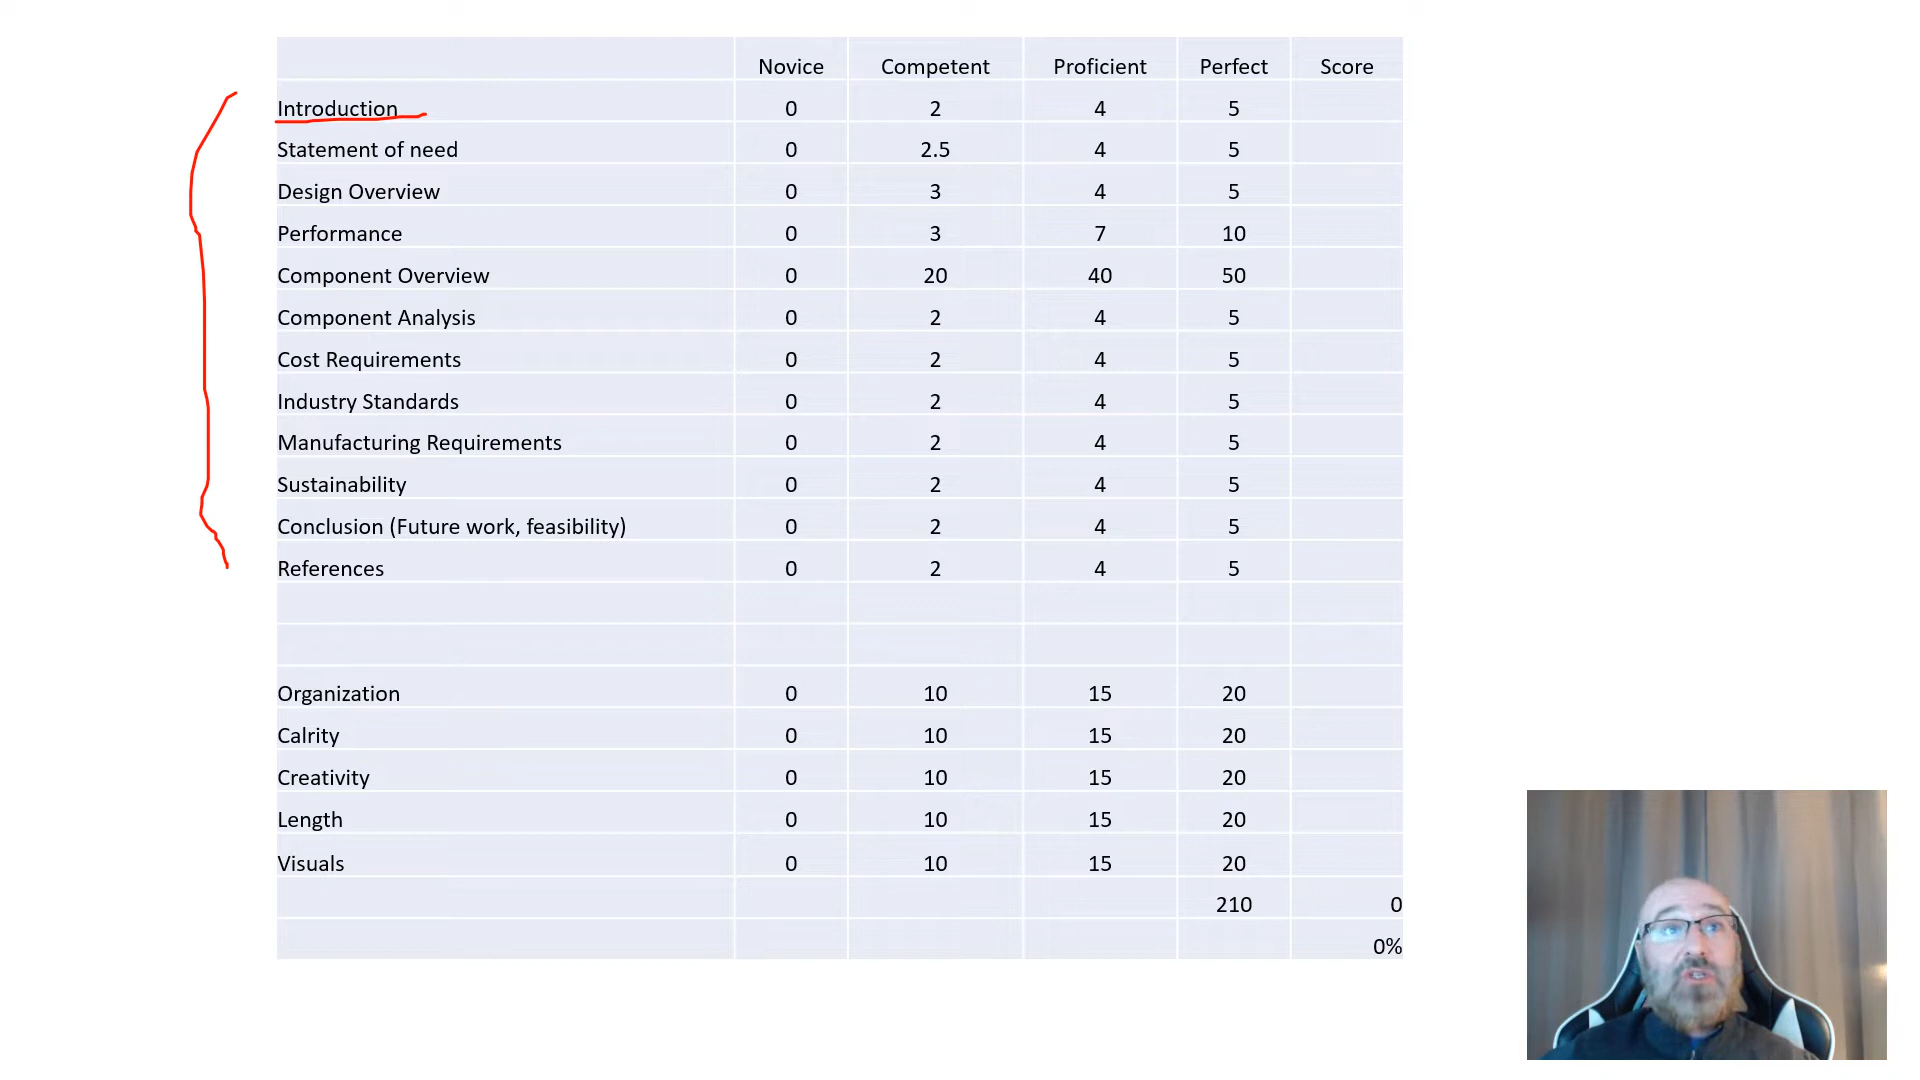 Novice Competent Proficient Perfect Score
Introduction 0 2 4 5
Statement of need 0 2.5 4 5
Design Overview 0 3 4 5
Performance 0 3 7 10
Component Overview 0 20 40 50
Component Analysis 0 2 4 5
Cost Requirements 0 2 4 5
Industry Standards 0 2 4 5
Manufacturing Requirements 0 2 4 5
Sustainability 0 2 4 5
Conclusion (Future work, feasibility) 0 2 4 5
References 0 2 4 5
Organization 0 10 15 20
Calrity 0 10 15 20
Creativity 0 10 15 20
Length 0 10 15 20
Visuals 0 10 15 20
210 0
0%